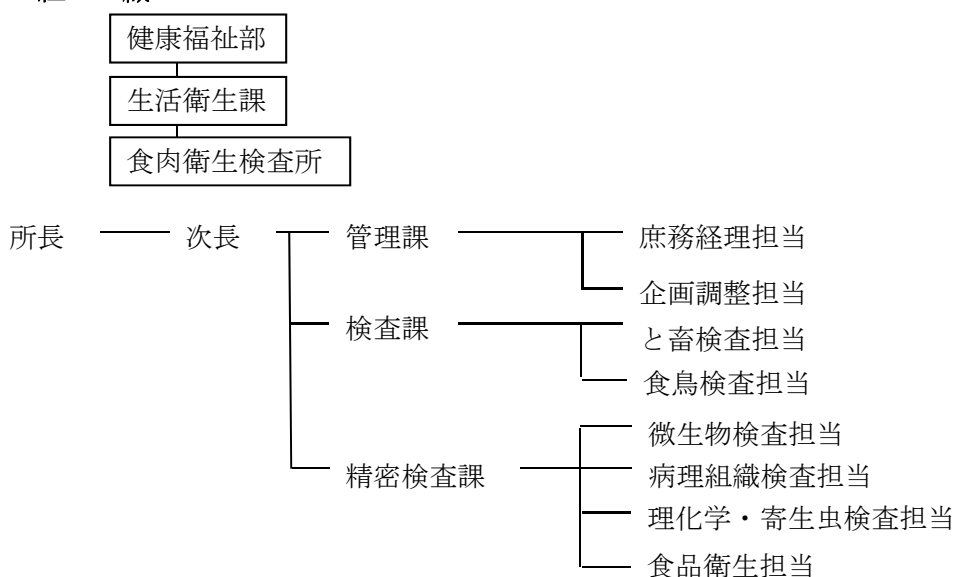 健康福祉部
生活衛生課
食肉衛生検査所
所長 次長 管理課 庶務経理担当
企画調整担当
検査課 と畜検査担当
食鳥検査担当
微生物検査担当
精密検査課 病理組織検査担当
理化学・寄生虫検査担当
食品衛生担当